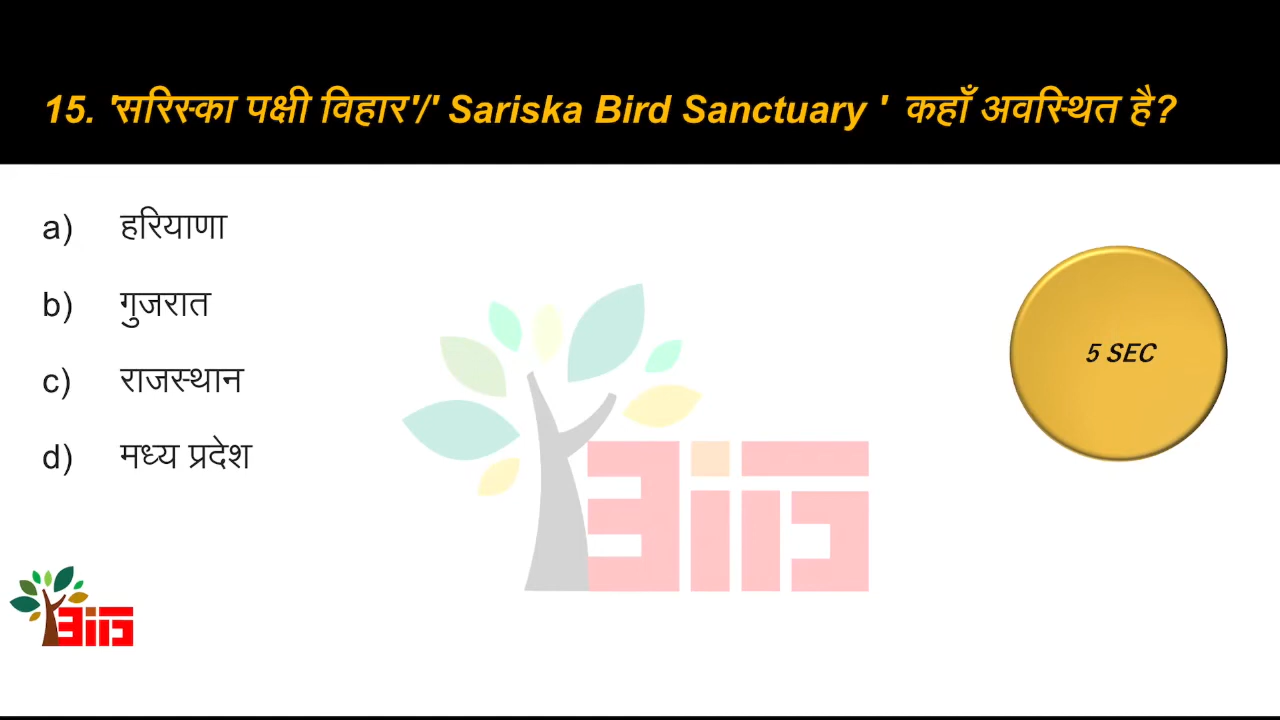 15. 'सरिस्का पक्षी विहार'/' Sariska Bird Sanctuary ' कहाँ अवस्थित है?
a) हरियाणा
b) गुजरात
c) राजस्थान
d) मध्य प्रदेश
5 SEC